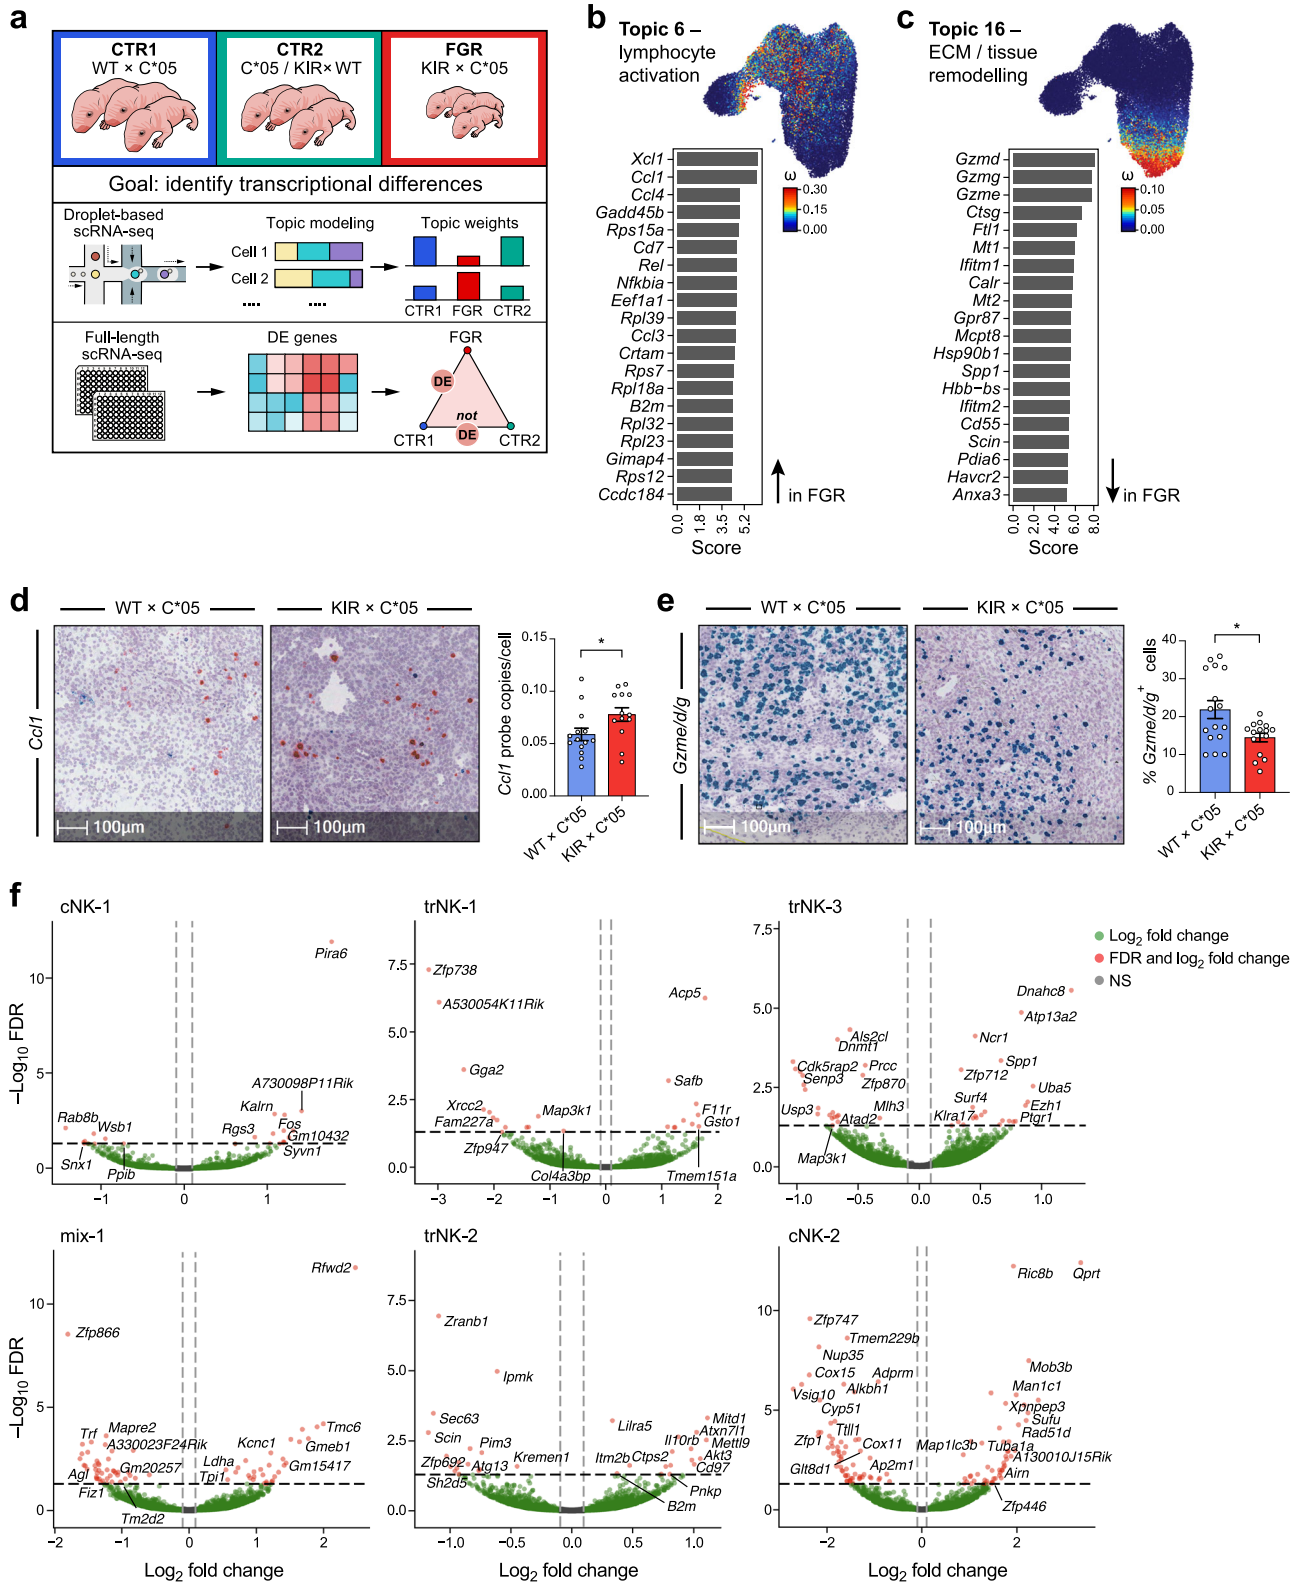 a
CTR1
WT × C*05
CTR2
C*05 / KIR× WT
FGR
KIR × C*05
Goal: identify transcriptional differences
Droplet-based
scRNA-seq
Topic modeling
Cell 1
Cell 2
....
....
Topic weights
CTR1 FGR CTR2
Full-length
scRNA-seq
DE genes
FGR
DE
not
DE
CTR1
CTR2
b
Topic 6 –
lymphocyte
activation
ω
0.30
0.15
0.00
Xcl1
Ccl1
Ccl4
Gadd45b
Rps15a
Cd7
Rel
Nfkbia
Eef1a1
Rpl39
Ccl3
Crtam
Rps7
Rpl18a
B2m
Rpl32
Rpl23
Gimap4
Rps12
Ccdc184
in FGR
0.0
1.8
3.5
5.2
Score
c
Topic 16 –
ECM / tissue
remodelling
ω
0.10
0.05
0.00
Gzmd
Gzmg
Gzme
Ctsg
Ftl1
Mt1
Ifitm1
Calr
Mt2
Gpr87
Mcpt8
Hsp90b1
Spp1
Hbb−bs
Ifitm2
Cd55
Scin
Pdia6
Havcr2
Anxa3
in FGR
0.0
2.0
4.0
6.0
8.0
Score
d
WT × C*05
KIR × C*05
Ccl1
100µm
100µm
Ccl1 probe copies/cell
0.15
0.10
0.05
0.00
*
WT × C*05
KIR × C*05
e
WT × C*05
KIR × C*05
Gzme/d/g
100µm
100µm
% Gzme/d/g+ cells
40
30
20
10
0
*
WT × C*05
KIR × C*05
f
cNK-1
−Log10 FDR
10
5
0
Pira6
A730098P11Rik
Kalrn
Fos
Rgs3
Gm10432
Syvn1
Rab8b
Wsb1
Snx1
Ppib
−1
0
1
trNK-1
7.5
5.0
2.5
0.0
Zfp738
A530054K11Rik
Acp5
Gga2
Safb
Xrcc2
Map3k1
F11r
Fam227a
Gsto1
Zfp947
Col4a3bp
Tmem151a
−3
−2
−1
0
1
2
trNK-3
7.5
5.0
2.5
0.0
Dnahc8
Atp13a2
Als2cl
Dnmt1
Ncr1
Cdk5rap2
Prcc
Spp1
Senp3
Zfp870
Zfp712
Uba5
Usp3
Mlh3
Surf4
Ezh1
Atad2
Klra17
Ptgr1
Map3k1
−1.0
−0.5
0.0
0.5
1.0
Log2 fold change
FDR and log2 fold change
NS
mix-1
−Log10 FDR
10
5
0
Rfwd2
Zfp866
Trf
Mapre2
Tmc6
A330023F24Rik
Kcnc1
Gmeb1
Agl
Gm20257
Ldha
Gm15417
Fiz1
Tpi1
Tm2d2
−2
−1
0
1
2
Log2 fold change
trNK-2
7.5
5.0
2.5
0.0
Zranb1
Ipmk
Sec63
Lilra5
Mitd1
Scin
Pim3
Atxn7l1
Il10rb
Mettl9
Zfp692
Kremen1
Itm2b
Ctps2
Akt3
Atg13
Cd97
Sh2d5
B2m
Pnkp
−1.0
−0.5
0.0
0.5
1.0
Log2 fold change
cNK-2
10
5
0
Ric8b
Qprt
Zfp747
Tmem229b
Nup35
Cox15
Adprm
Mob3b
Vsig10
Alkbh1
Man1c1
Cyp51
Xpnpep3
Ttll1
Sufu
Zfp1
Cox11
Rad51d
Map1lc3b
Tuba1a
Glt8d1
Ap2m1
A130010J15Rik
Airn
Zfp446
−2
0
2
Log2 fold change